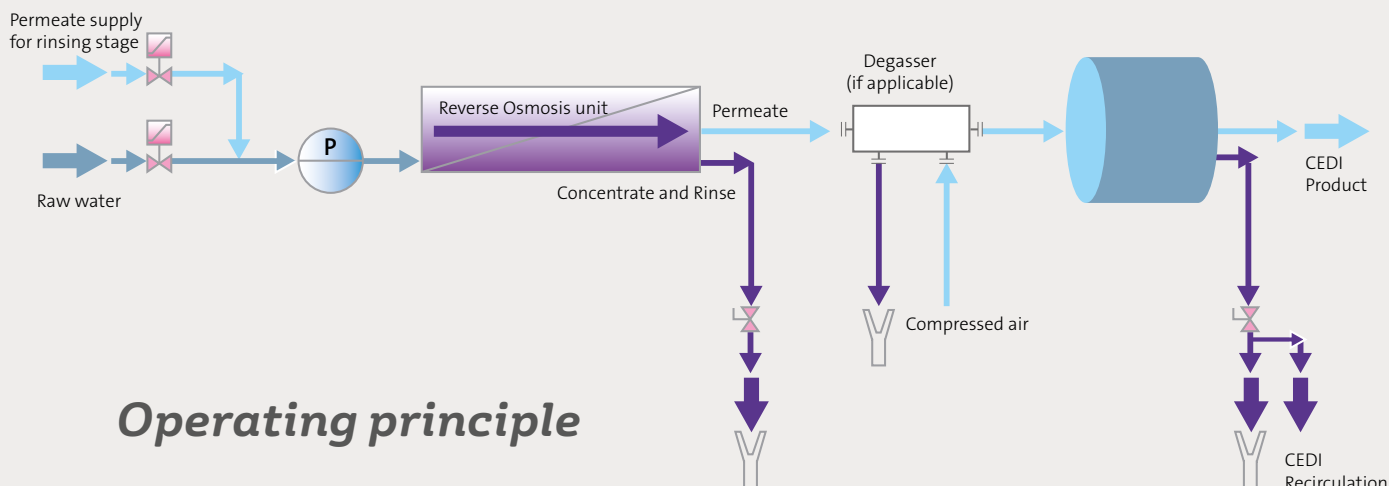 Permeate supply
for rinsing stage
Raw water
P
Reverse Osmosis unit
Permeate
Concentrate and Rinse
Degasser
(if applicable)
Compressed air
CEDI
Product
CEDI
Recirculation
Operating principle